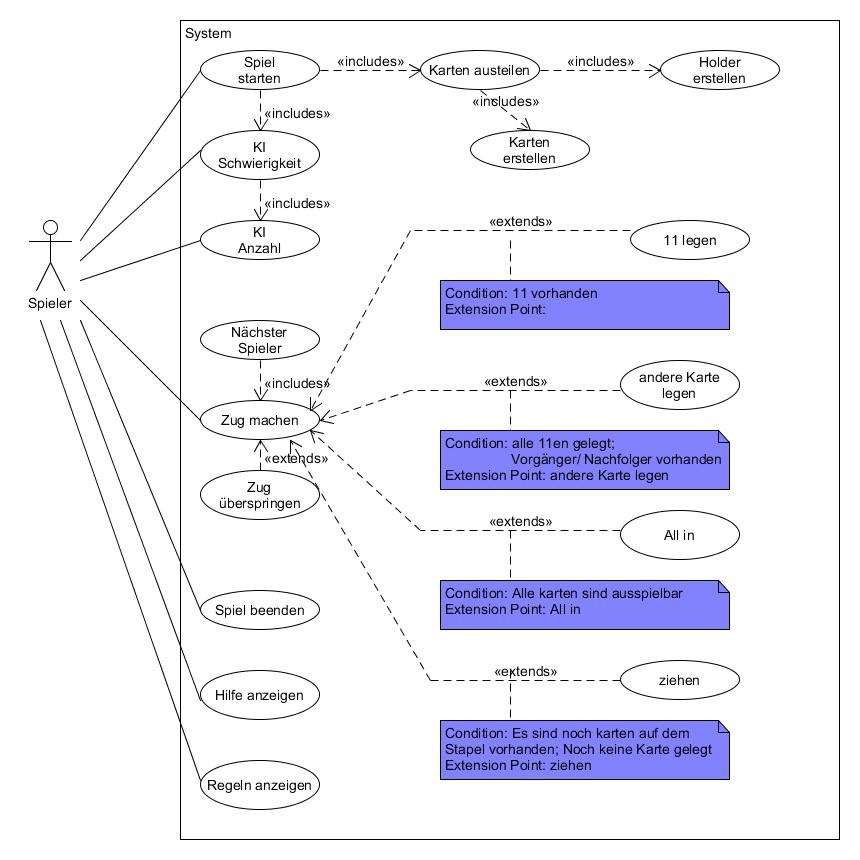 System
Spiel
starten
«includes»
Karten austeilen
«includes»
Holder
erstellen
«includes»
«includes»
Karten
erstellen
KI
Schwierigkeit
«includes»
KI
Anzahl
Spieler
«extends»
11 legen
Condition: 11 vorhanden
Extension Point:
Nächster
Spieler
«includes»
Zug machen
«extends»
andere Karte
legen
Condition: alle 11en gelegt;
Vorgänger/ Nachfolger vorhanden
Extension Point: andere Karte legen
«extends»
Zug
überspringen
«extends»
All in
Condition: Alle karten sind ausspielbar
Extension Point: All in
Spiel beenden
«extends»
ziehen
Condition: Es sind noch karten auf dem
Stapel vorhanden; Noch keine Karte gelegt
Extension Point: ziehen
Hilfe anzeigen
Regeln anzeigen